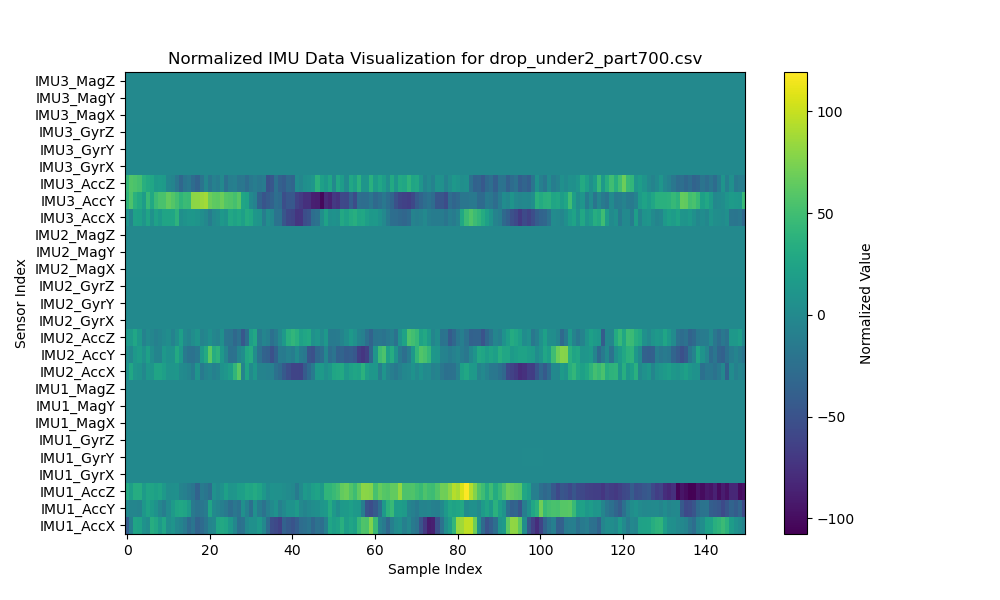 Normalized IMU Data Visualization for drop_under2_part700.csv
IMU3_MagZ
IMU3_MagY
IMU3_MagX
IMU3_GyrZ
IMU3_GyrY
IMU3_GyrX
IMU3_AccZ
IMU3_AccY
IMU3_AccX
IMU2_MagZ
IMU2_MagY
IMU2_MagX
IMU2_GyrZ
IMU2_GyrY
IMU2_GyrX
IMU2_AccZ
IMU2_AccY
IMU2_AccX
IMU1_MagZ
IMU1_MagY
IMU1_MagX
IMU1_GyrZ
IMU1_GyrY
IMU1_GyrX
IMU1_AccZ
IMU1_AccY
IMU1_AccX
Sensor Index
0 20 40 60 80 100 120 140
Sample Index
100
50
0
−50
−100
Normalized Value